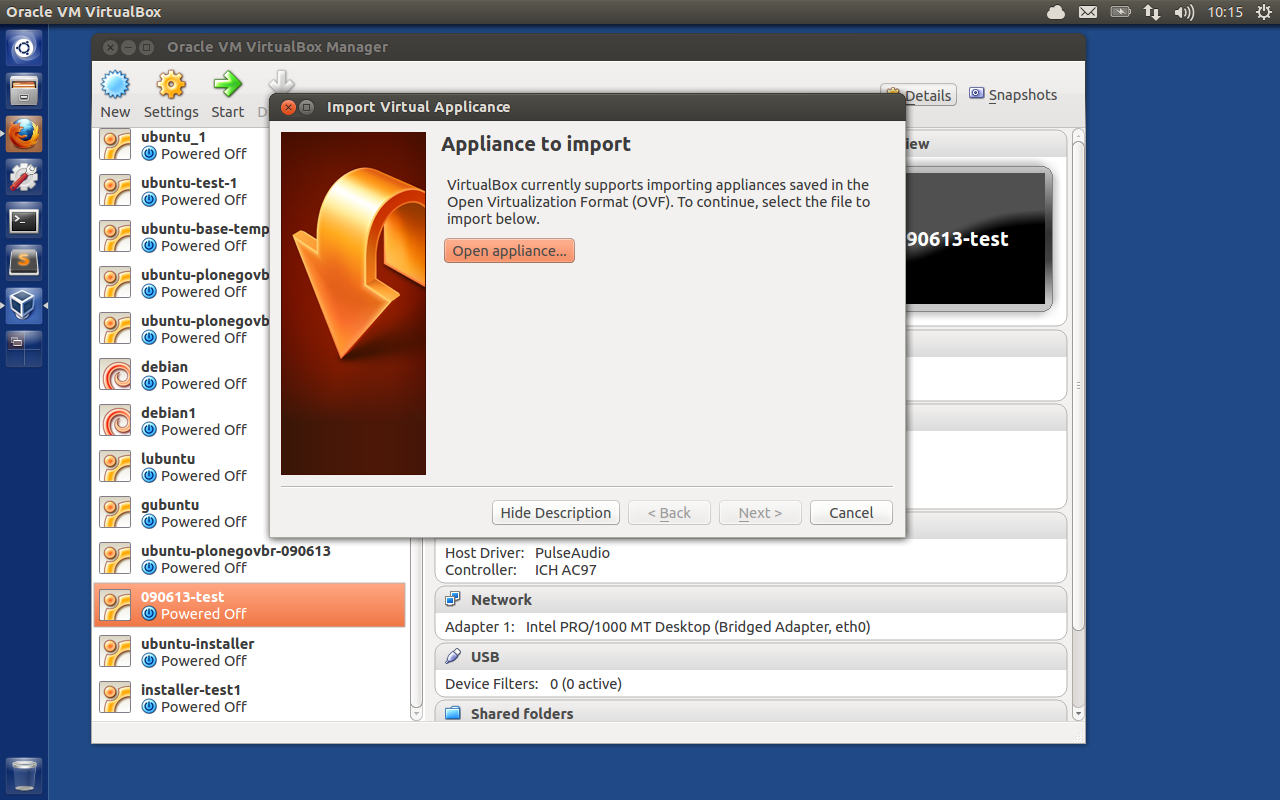 Oracle VM VirtualBox
10:15
Oracle VM VirtualBox Manager
New
Settings
Start
Details
Snapshots
Import Virtual Applicance
Appliance to import
VirtualBox currently supports importing appliances saved in the
Open Virtualization Format (OVF). To continue, select the file to
import below.
Open appliance...
Hide Description
< Back
Next >
Cancel
ubuntu_1
Powered Off
ubuntu-test-1
Powered Off
ubuntu-base-temp
Powered Off
ubuntu-plonegovb
Powered Off
ubuntu-plonegovb
Powered Off
debian
Powered Off
debian1
Powered Off
lubuntu
Powered Off
gubuntu
Powered Off
ubuntu-plonegovbr-090613
Powered Off
090613-test
Powered Off
ubuntu-installer
Powered Off
installer-test1
Powered Off
090613-test
Host Driver: PulseAudio
Controller: ICH AC97
Network
Adapter 1: Intel PRO/1000 MT Desktop (Bridged Adapter, eth0)
USB
Device Filters: 0 (0 active)
Shared folders